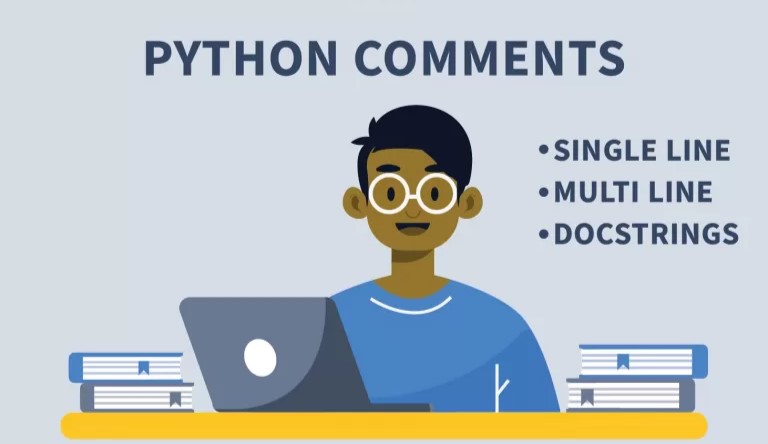 PYTHON COMMENTS
•SINGLE LINE
•MULTI LINE
•DOCSTRINGS